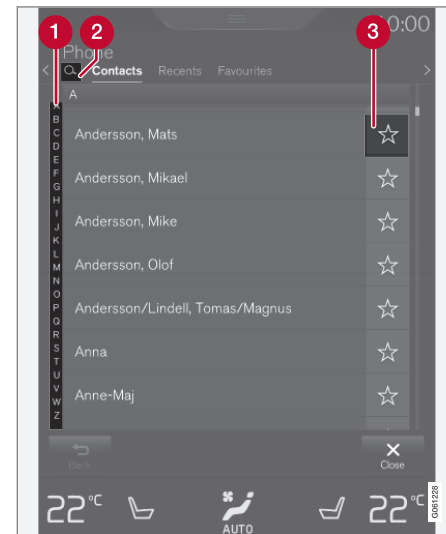 1 2 3
0:00
Phone
Contacts Recents Favourites
A
A
B
C
D
E
F
G
H
I
J
K
L
M
N
O
P
Q
R
S
T
U
V
W
Z
Andersson, Mats
Andersson, Mikael
Andersson, Mike
Andersson, Olof
Andersson/Lindell, Tomas/Magnus
Anna
Anne-Maj
Back
Close
22°C
AUTO
22°C
G061228